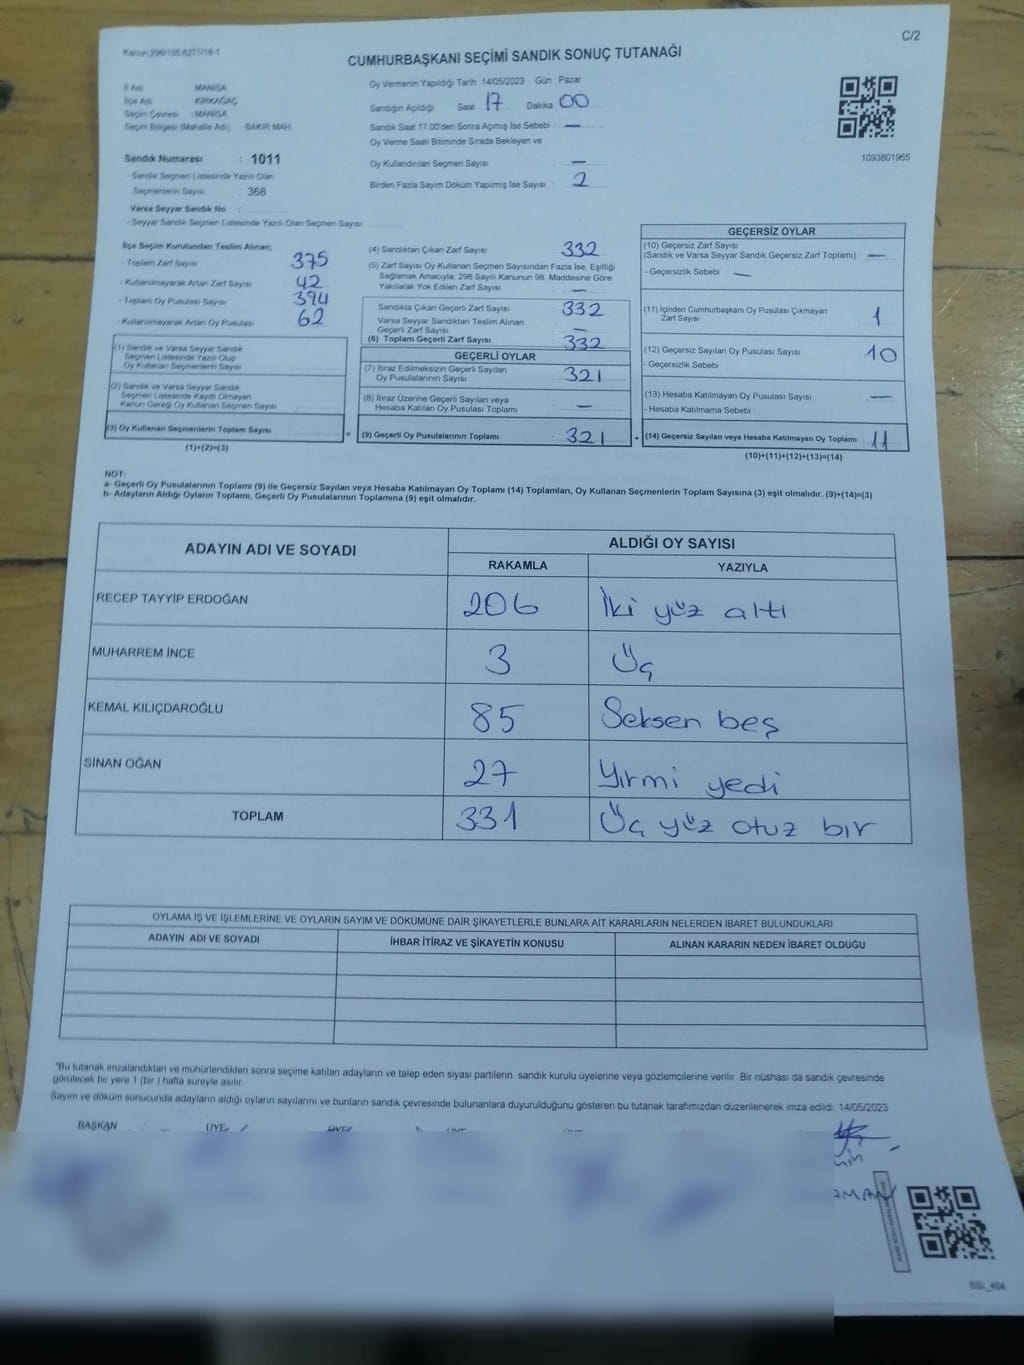 Kanun:298/105 6271/18-1
C/2
CUMHURBAŞKANI SEÇİMİ SANDIK SONUÇ TUTANAĞI
İl Adı MANİSA
İlçe Adı KIRKAĞAÇ
Seçim Çevresi :MANİSA
Seçim Bölgesi (Mahalle Adı) BAKIR MAH.
Sandık Numarası : 1011
Sandık Seçmen Listesinde Yazılı Olan
Seçmenlerin Sayısı : 368
Varsa Seyyar Sandık No :
- Seyyar Sandık Seçmen Listesinde Yazılı Olan Seçmen Sayısı
Oy Vermenin Yapıldığı Tarih :14/05/2023 Gün Pazar
Sandığın Açıldığı Saat 17 Dakika 00
Sandık Saat 17:00'den Sonra Açımış İse Sebebi : —
Oy Verme Saati Bitiminde Sırada Bekleyen ve
Oy Kullandırılan Seçmen Sayısı : —
Birden Fazla Sayım Döküm Yapılmış İse Sayısı : 2
1093801965
İlçe Seçim Kurulundan Teslim Alınan;
- Toplam Zarf Sayısı 375
- Kullanılmayarak Artan Zarf Sayısı 42
- Toplam Oy Pusulası Sayısı 394
- Kullanılmayarak Artan Oy Pusulası 62
(1) Sandık ve Varsa Seyyar Sandık
Seçmen Listesinde Yazılı Olup
Oy Kullanan Seçmenlerin Sayısı
(2) Sandık ve Varsa Seyyar Sandık
Seçmen Listesinde Kayıtlı Olmayan
Kanun Gereği Oy Kullanan Seçmen Sayısı
(3) Oy Kullanan Seçmenlerin Toplam Sayısı
(1)+(2)=(3)
(4) Sandıktan Çıkan Zarf Sayısı : 332
(5) Zarf Sayısı Oy Kullanan Seçmen Sayısından Fazla İse, Eşitliği
Sağlamak Amacıyla; 298 Sayılı Kanunun 98. Maddesine Göre
Yakılarak Yok Edilen Zarf Sayısı : —
Sandıkta Çıkan Geçerli Zarf Sayısı : 332
Varsa Seyyar Sandıktan Teslim Alınan
Geçerli Zarf Sayısı : —
(6) Toplam Geçerli Zarf Sayısı : 332
GEÇERLİ OYLAR
(7) İtiraz Edilmeksizin Geçerli Sayılan
Oy Pusulalarının Sayısı : 321
(8) İtiraz Üzerine Geçerli Sayılan veya
Hesaba Katılan Oy Pusulası Toplamı : —
= (9) Geçerli Oy Pusulalarının Toplamı : 321 +
GEÇERSİZ OYLAR
(10) Geçersiz Zarf Sayısı
(Sandık ve Varsa Seyyar Sandık Geçersiz Zarf Toplamı) : —
- Geçersizlik Sebebi : —
(11) İçinden Cumhurbaşkanı Oy Pusulası Çıkmayan
Zarf Sayısı : 1
(12) Geçersiz Sayılan Oy Pusulası Sayısı : 10
- Geçersizlik Sebebi
(13) Hesaba Katılmayan Oy Pusulası Sayısı : —
- Hesaba Katılmama Sebebi :
(14) Geçersiz Sayılan veya Hesaba Katılmayan Oy Toplamı : 11
(10)+(11)+(12)+(13)=(14)
NOT:
a- Geçerli Oy Pusulalarının Toplamı (9) ile Geçersiz Sayılan veya Hesaba Katılmayan Oy Toplamı (14) Toplamları, Oy Kullanan Seçmenlerin Toplam Sayısına (3) eşit olmalıdır. (9)+(14)=(3)
b- Adayların Aldığı Oyların Toplamı, Geçerli Oy Pusulalarının Toplamına (9) eşit olmalıdır.
ADAYIN ADI VE SOYADI ALDIĞI OY SAYISI
RAKAMLA YAZIYLA
RECEP TAYYİP ERDOĞAN 206 İki yüz altı
MUHARREM İNCE 3 Üç
KEMAL KILIÇDAROĞLU 85 Seksen beş
SİNAN OĞAN 27 Yirmi yedi
TOPLAM 331 Üç yüz otuz bir
OYLAMA İŞ VE İŞLEMLERİNE VE OYLARIN SAYIM VE DÖKÜMÜNE DAİR ŞİKAYETLERLE BUNLARA AİT KARARLARIN NELERDEN İBARET BULUNDUKLARI
ADAYIN ADI VE SOYADI İHBAR İTİRAZ VE ŞİKAYETİN KONUSU ALINAN KARARIN NEDEN İBARET OLDUĞU
"Bu tutanak imzalandıktan ve mühürlendikten sonra seçime katılan adayların ve talep eden siyasi partilerin sandık kurulu üyelerine veya gözlemcilerine verilir. Bir nüshası da sandık çevresinde
görülecek bir yere 1 (bir ) hafta süreyle asılır.
Sayım ve döküm sonucunda adayların aldığı oyların sayılarını ve bunların sandık çevresinde bulunanlara duyurulduğunu gösteren bu tutanak tarafımızdan düzenlenerek imza edildi. 14/05/2023
BAŞKAN ÜYE ÜYE ÜYE